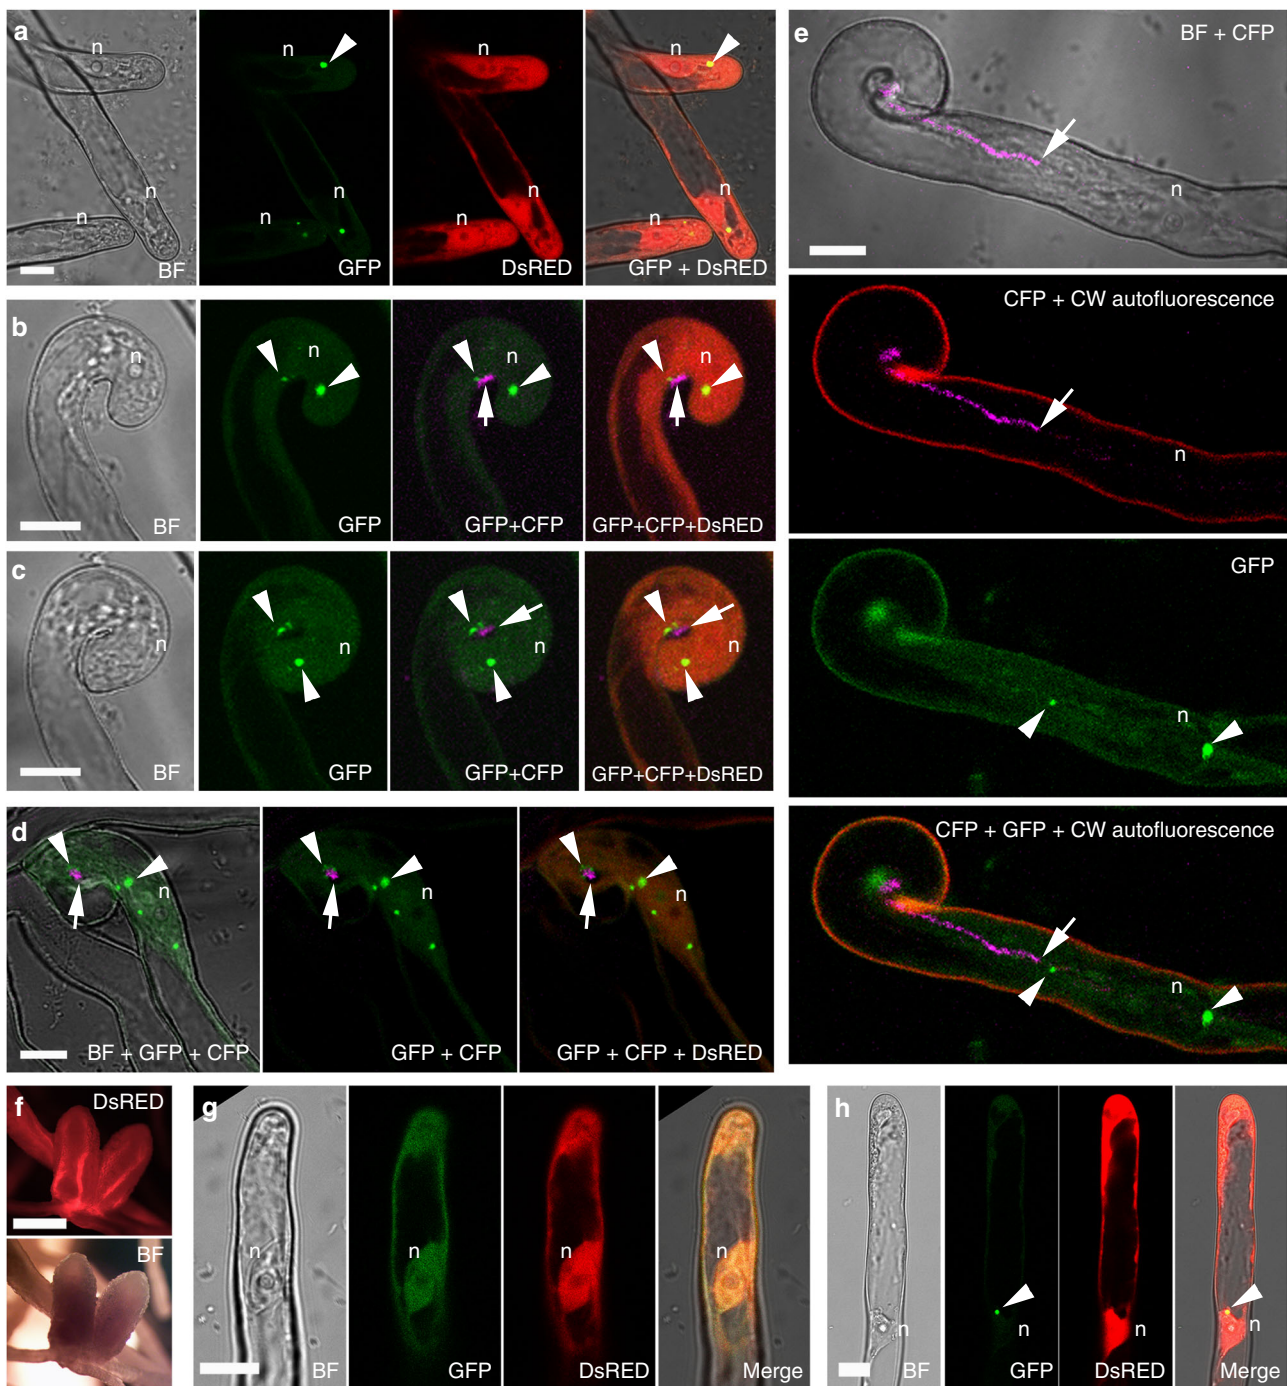 a
n
n
n
BF
n
n
n
GFP
n
n
DsRED
n
n
GFP + DsRED
b
n
BF
n
GFP
n
GFP+CFP
n
GFP+CFP+DsRED
c
n
BF
n
GFP
n
GFP+CFP
n
GFP+CFP+DsRED
d
n
BF + GFP + CFP
n
GFP + CFP
n
GFP + CFP + DsRED
e
BF + CFP
n
CFP + CW autofluorescence
n
GFP
n
CFP + GFP + CW autofluorescence
n
f
DsRED
BF
g
n
BF
n
GFP
n
DsRED
n
Merge
h
n
BF
n
GFP
n
DsRED
n
Merge